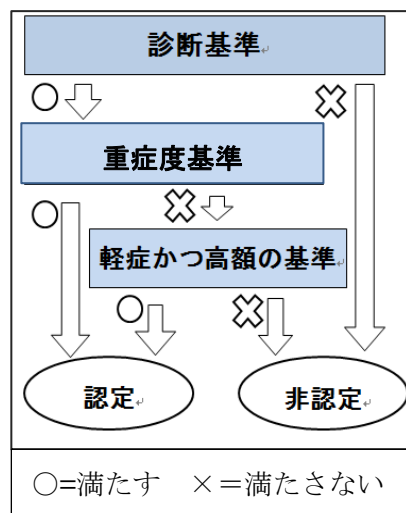 診断基準
○ ×
重症度基準
○ ×
軽症かつ高額の基準
○ ×
認定 非認定
○=満たす ×＝満たさない